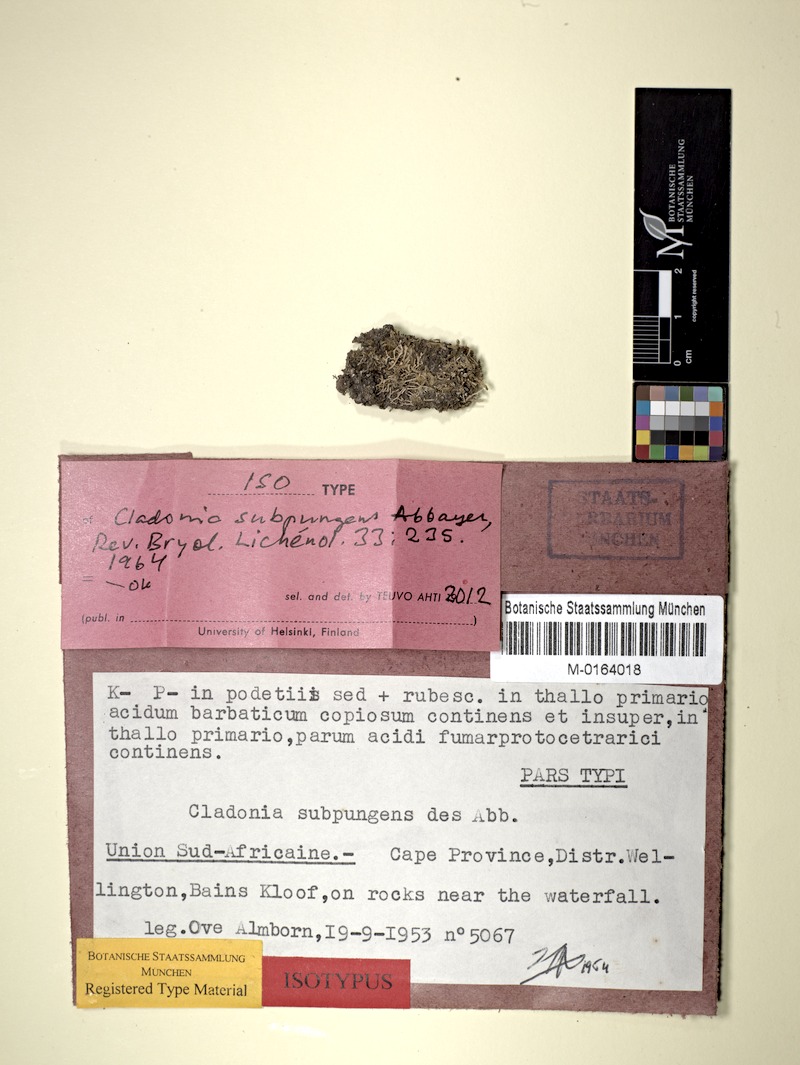 BOTANISCHE
STAATSSAMMLUNG
MÜNCHEN
M
copyright reserved
0 1 2
cm
ISO TYPE
of Cladonia subpungens Abbayes,
Rev. Bryol. Lichénol. 33: 235.
1964
= — OK
sel. and det. by TEUVO AHTI 2012
(publ. in )
University of Helsinki, Finland
STAATS-
HERBARIUM
MÜNCHEN
Botanische Staatssammlung München
M-0164018
K- P- in podetiis sed + rubesc. in thallo primario
acidum barbaticum copiosum continens et insuper,in
thallo primario,parum acidi fumarprotocetrarici
continens.
PARS TYPI
Cladonia subpungens des Abb.
Union Sud-Africaine.- Cape Province,Distr.Wel-
lington,Bains Kloof,on rocks near the waterfall.
leg.Ove Almborn,I9-9-I953 n°5067
1964
BOTANISCHE STAATSSAMMLUNG
MÜNCHEN
Registered Type Material
ISOTYPUS